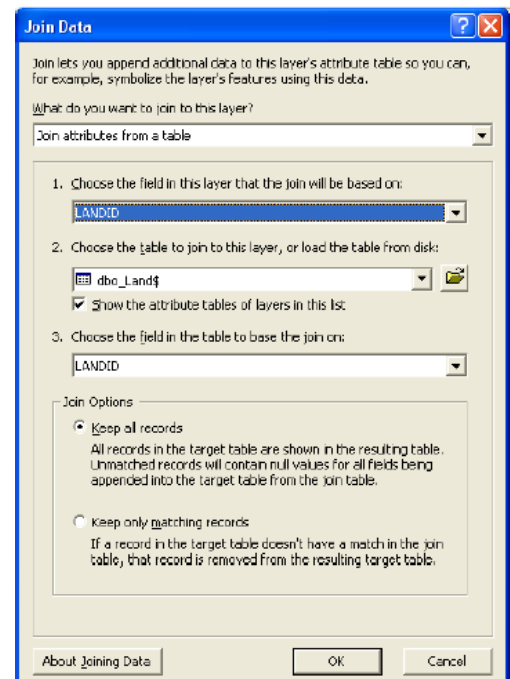 Join Data
Join lets you append additional data to this layer's attribute table so you can,
for example, symbolize the layer's features using this data.
What do you want to join to this layer?
Join attributes from a table
1. Choose the field in this layer that the join will be based on:
LANDID
2. Choose the table to join to this layer, or load the table from disk:
dbo_Land$
Show the attribute tables of layers in this list
3. Choose the field in the table to base the join on:
LANDID
Join Options
Keep all records
All records in the target table are shown in the resulting table.
Unmatched records will contain null values for all fields being
appended into the target table from the join table.
Keep only matching records
If a record in the target table doesn't have a match in the join
table, that record is removed from the resulting target table.
About Joining Data
OK
Cancel